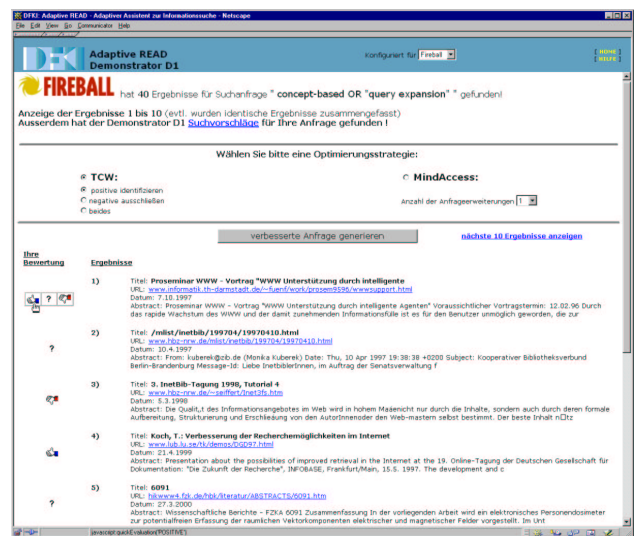 DFKI: Adaptive READ - Adaptiver Assistent zur Informationssuche - Netscape
File Edit View Go Communicator Help
DFKI
Adaptive READ
Demonstrator D1
Konfiguriert für Fireball
[ HOME ]
[ HILFE ]
FIREBALL hat 40 Ergebnisse für Suchanfrage " concept-based OR "query expansion" " gefunden!
Anzeige der Ergebnisse 1 bis 10 (evtl. wurden identische Ergebnisse zusammengefasst)
Ausserdem hat der Demonstrator D1 Suchvorschläge für Ihre Anfrage gefunden !
Wählen Sie bitte eine Optimierungsstrategie:
TCW:
MindAccess:
positive identifizieren
negative ausschließen
beides
Anzahl der Anfrageerweiterungen 1
verbesserte Anfrage generieren
nächste 10 Ergebnisse anzeigen
Ihre
Bewertung
Ergebnisse
1) Titel: Proseminar WWW - Vortrag "WWW Unterstützung durch intelligente
URL: www.informatik.th-darmstadt.de/~fuenf/work/prosem9596/wwwsupport.html
Datum: 7.10.1997
Abstract: Proseminar WWW - Vortrag "WWW Unterstützung durch intelligente Agenten" Voraussichtlicher Vortragstermin: 12.02.96 Durch
das rapide Wachstum des WWW und der damit zunehmenden Informationsfülle ist es für den Benutzer unmöglich geworden, die zur
?
2) Titel: /mlist/inetbib/199704/19970410.html
URL: www.hbz-nrw.de/mlist/inetbib/199704/19970410.html
Datum: 10.4.1997
?
Abstract: From: kuberek@zib.de (Monika Kuberek) Date: Thu, 10 Apr 1997 19:38:38 +0200 Subject: Kooperativer Bibliotheksverbund
Berlin-Brandenburg Message-Id: Liebe InetbiblerInnen, im Auftrag der Senatsverwaltung f
3) Titel: 3. InetBib-Tagung 1998, Tutorial 4
URL: www.hbz-nrw.de/~seiffert/Inet3fs.htm
Datum: 5.3.1998
Abstract: Die Qualit„t des Informationsangebotes im Web wird in hohem Maáenicht nur durch die Inhalte, sondern auch durch deren formale
Aufbereitung, Strukturierung und Erschlieáung von den AutorInnenoder den Web-mastern selbst bestimmt. Der beste Inhalt n□tz
4) Titel: Koch, T.: Verbesserung der Recherchemöglichkeiten im Internet
URL: www.lub.lu.se/tk/demos/DGD97.html
Datum: 21.4.1999
Abstract: Presentation about the possibilities of improved retrieval in the Internet at the 19. Online-Tagung der Deutschen Gesellschaft für
Dokumentation: "Die Zukunft der Recherche", INFOBASE, Frankfurt/Main, 15.5. 1997. The development and c
5) Titel: 6091
URL: hikwww4.fzk.de/hbk/literatur/ABSTRACTS/6091.htm
Datum: 27.3.2000
?
Abstract: Wissenschaftliche Berichte - FZKA 6091 Zusammenfassung In der vorliegenden Arbeit wird ein elektronisches Personendosimeter
zur potentialfreien Erfassung der raumlichen Vektorkomponenten elektrischer und magnetischer Felder vorgestellt. Im Unt
javascript:quickEvaluation('POSITIVE')